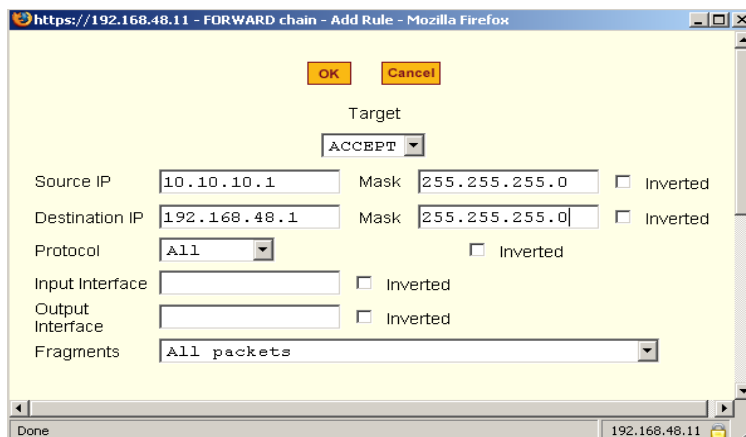 https://192.168.48.11 - FORWARD chain - Add Rule - Mozilla Firefox
OK Cancel
Target
ACCEPT
Source IP 10.10.10.1 Mask 255.255.255.0 Inverted
Destination IP 192.168.48.1 Mask 255.255.255.0 Inverted
Protocol All Inverted
Input Interface Inverted
Output
Interface Inverted
Fragments All packets
Done 192.168.48.11